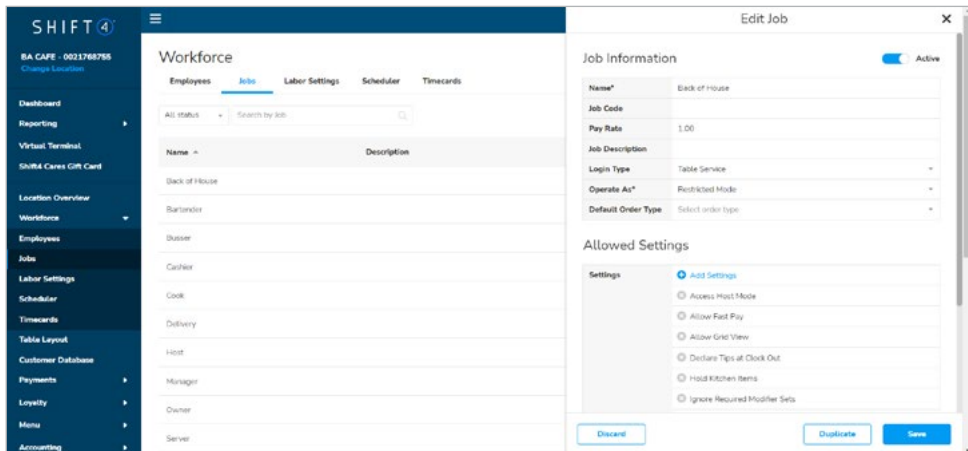 SHIFT4
BA CAFE - 0021768755
Change Location
Dashboard
Reporting
Virtual Terminal
Shift4 Cares Gift Card
Location Overview
Workforce
Employees
Jobs
Labor Settings
Scheduler
Timecards
Table Layout
Customer Database
Payments
Loyalty
Menu
Accounting
Workforce
Employees Jobs Labor Settings Scheduler Timecards
All status Search by Job
Name Description
Back of House
Bartender
Busser
Cashier
Cook
Delivery
Host
Manager
Owner
Server
Edit Job
Job Information Active
Name* Back of House
Job Code
Pay Rate 1.00
Job Description
Login Type Table Service
Operate As* Restricted Mode
Default Order Type Select order type
Allowed Settings
Settings Add Settings
Access Host Mode
Allow Fast Pay
Allow Grid View
Declare Tips at Clock Out
Hold Kitchen Items
Ignore Required Modifier Sets
Discard Duplicate Save